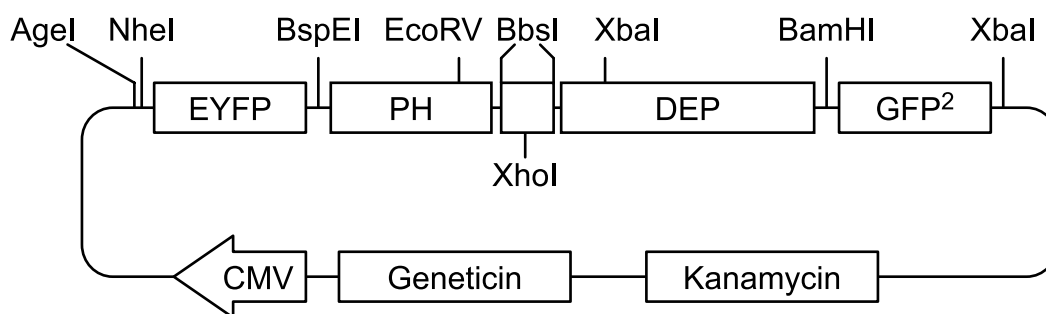 AgeI NheI BspEI EcoRV BbsI XbaI BamHI XbaI
EYFP PH DEP GFP²
XhoI
CMV Geneticin Kanamycin